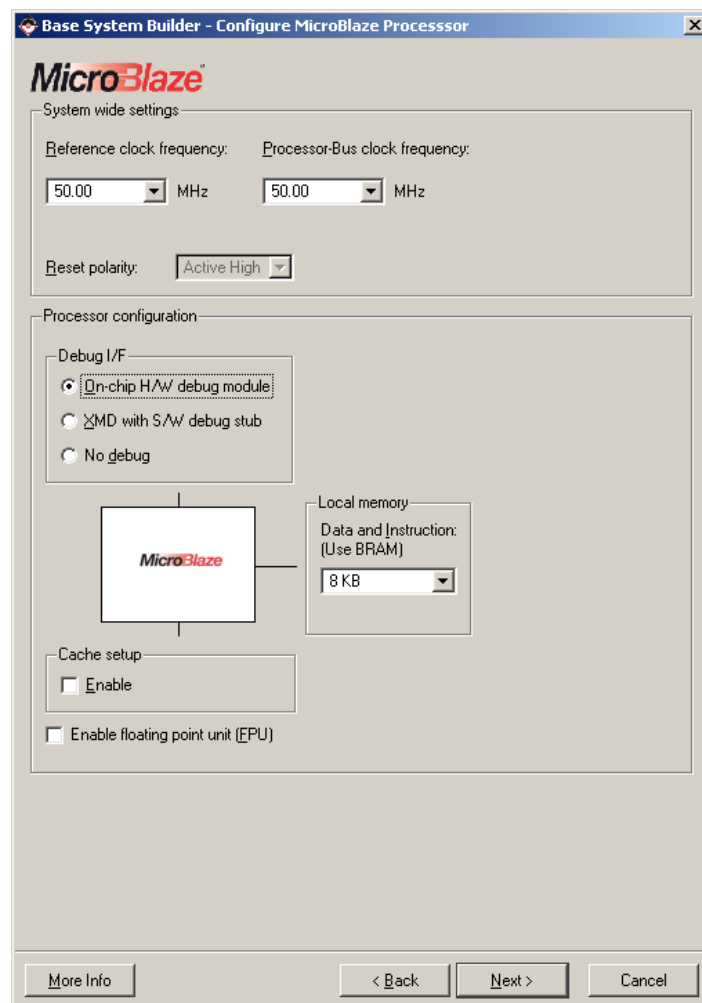 Base System Builder - Configure MicroBlaze Processsor
MicroBlaze
System wide settings
Reference clock frequency: Processor-Bus clock frequency:
50.00 MHz 50.00 MHz
Reset polarity: Active High
Processor configuration
Debug I/F
On-chip H/W debug module
XMD with S/W debug stub
No debug
Local memory
Data and Instruction:
(Use BRAM)
MicroBlaze
8 KB
Cache setup
Enable
Enable floating point unit (FPU)
More Info < Back Next > Cancel